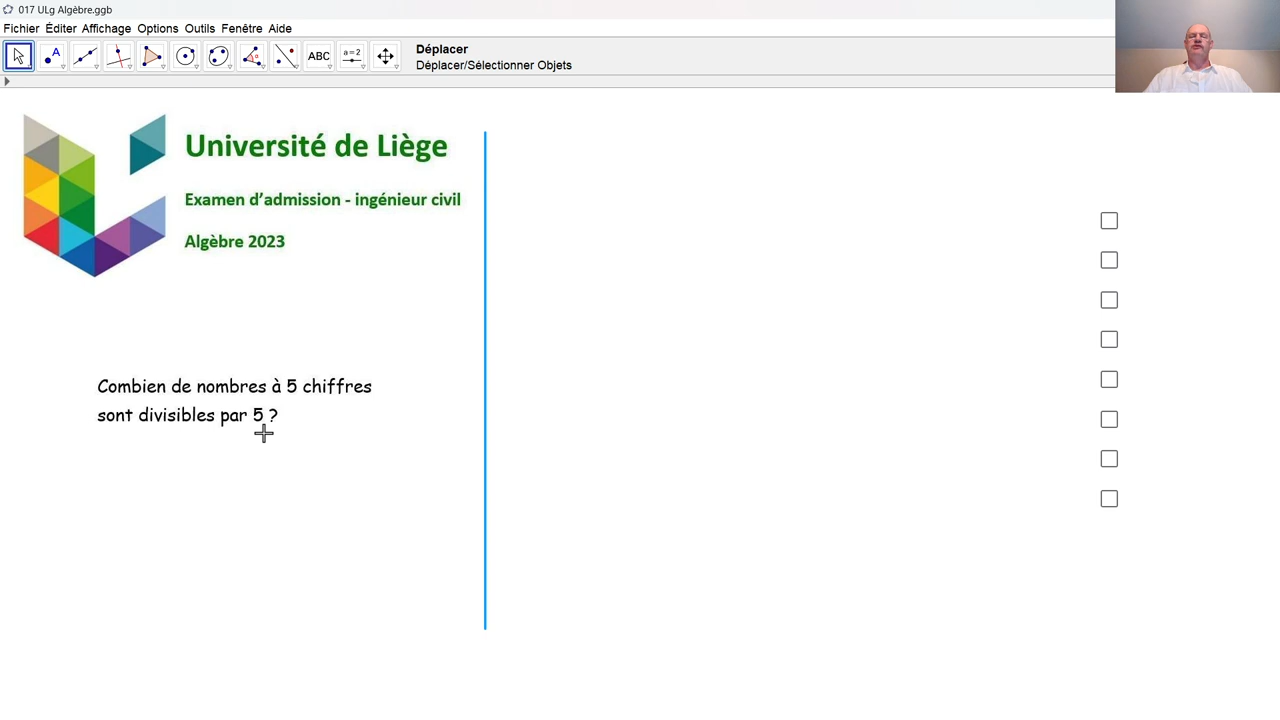 017 ULg Algèbre.ggb
Fichier Éditer Affichage Options Outils Fenêtre Aide
A
ABC
a=2
Déplacer
Déplacer/Sélectionner Objets
Université de Liège
Examen d'admission - ingénieur civil
Algèbre 2023
Combien de nombres à 5 chiffres
sont divisibles par 5 ?